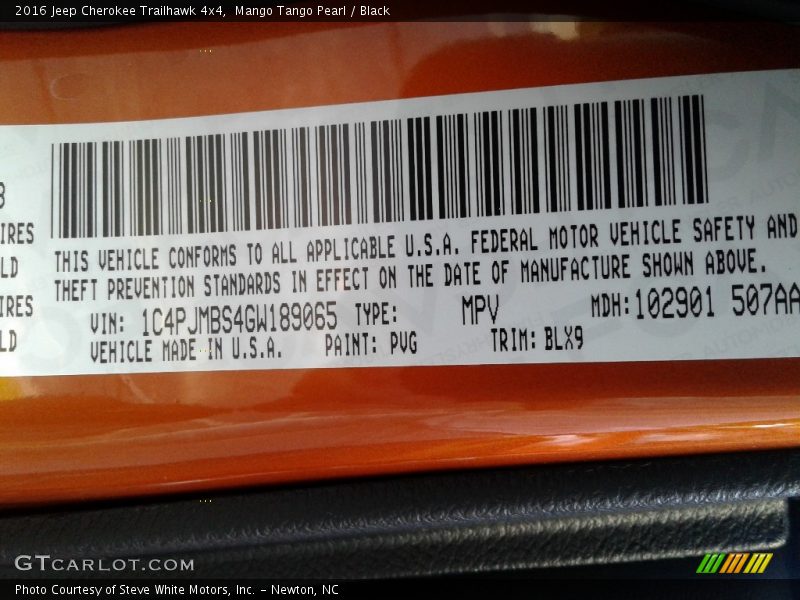 2016 Jeep Cherokee Trailhawk 4x4,  Mango Tango Pearl / Black
IRES
LD
IRES
LD
THIS VEHICLE CONFORMS TO ALL APPLICABLE U.S.A. FEDERAL MOTOR VEHICLE SAFETY AND
THEFT PREVENTION STANDARDS IN EFFECT ON THE DATE OF MANUFACTURE SHOWN ABOVE.
VIN: 1C4PJMBS4GW189065 TYPE: MPV MDH:102901 507AA
VEHICLE MADE IN U.S.A. PAINT: PVG TRIM: BLX9
GTCARLOT.COM
Photo Courtesy of Steve White Motors, Inc. – Newton, NC